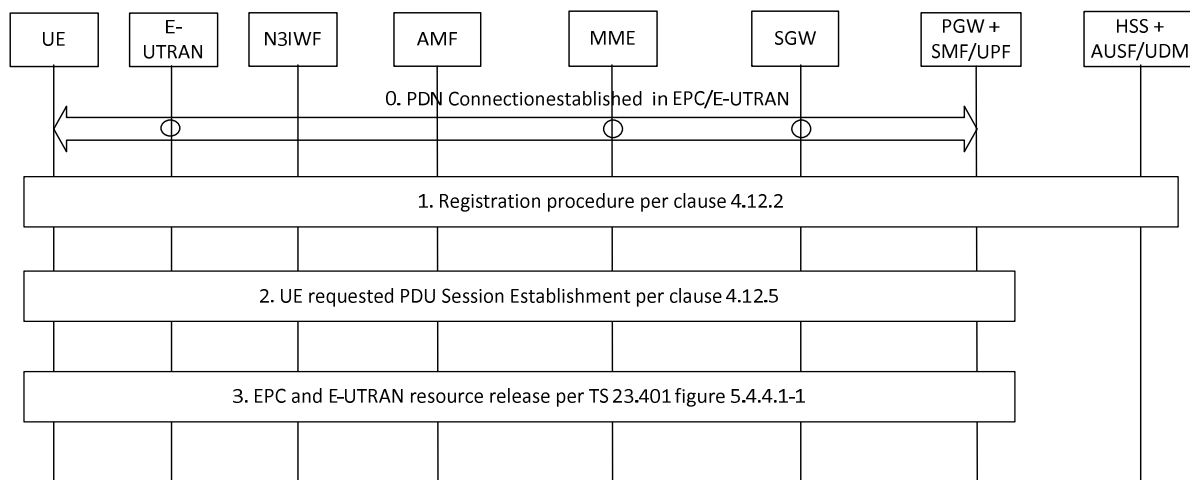 UE
E-
UTRAN
N3IWF
AMF
MME
SGW
PGW +
SMF/UPF
HSS +
AUSF/UDM
0. PDN Connectionestablished in EPC/E-UTRAN
1. Registration procedure per clause 4.12.2
2. UE requested PDU Session Establishment per clause 4.12.5
3. EPC and E-UTRAN resource release per TS 23.401 figure 5.4.4.1-1